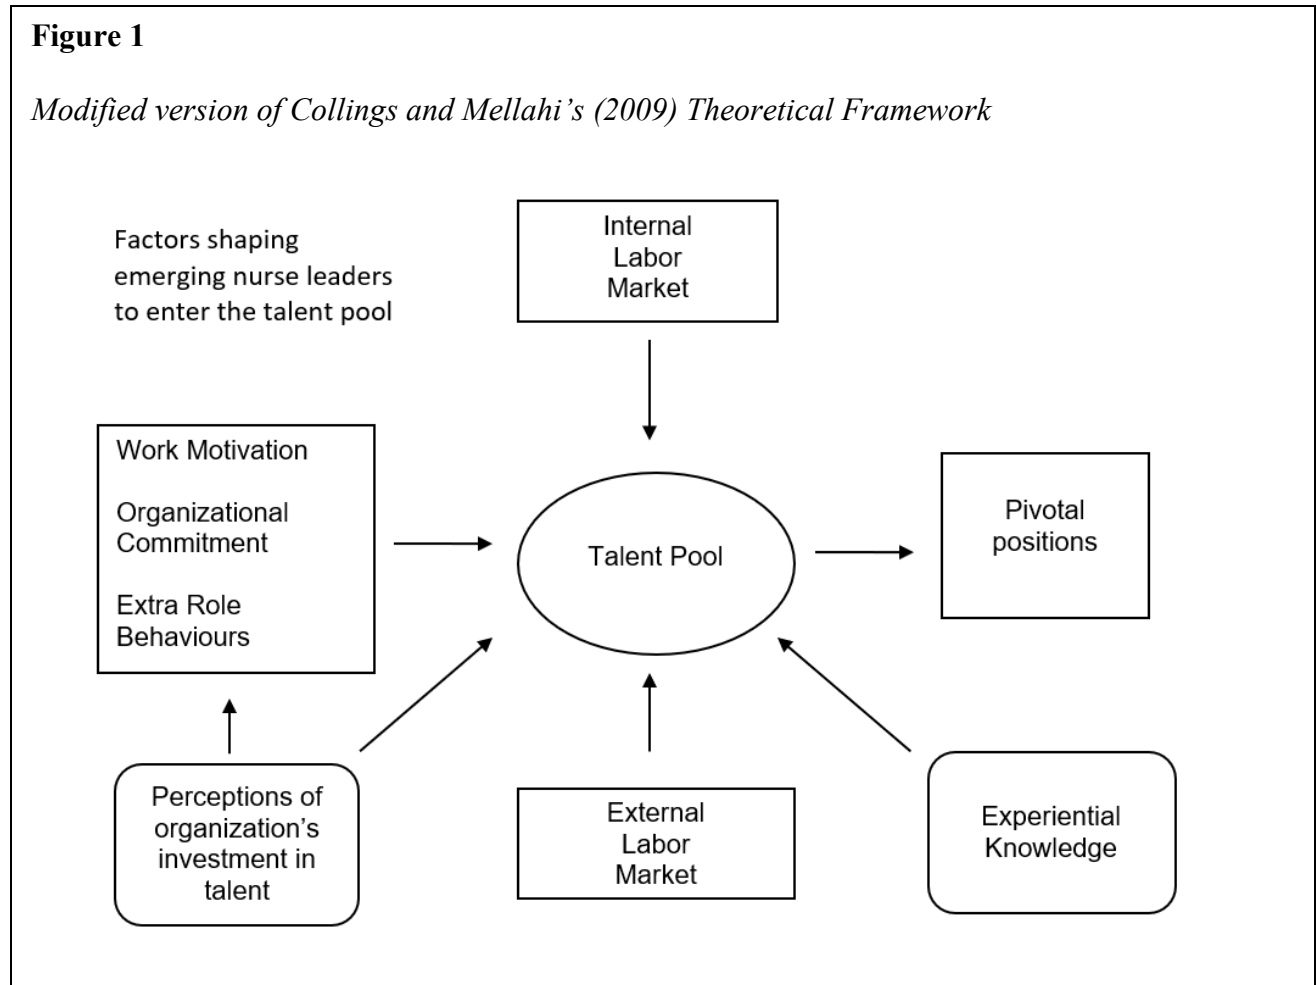 Figure 1
Modified version of Collings and Mellahi’s (2009) Theoretical Framework
Factors shaping
emerging nurse leaders
to enter the talent pool
Internal
Labor
Market
Work Motivation
Organizational
Commitment
Extra Role
Behaviours
Talent Pool
Pivotal
positions
Perceptions of
organization’s
investment in
talent
External
Labor
Market
Experiential
Knowledge